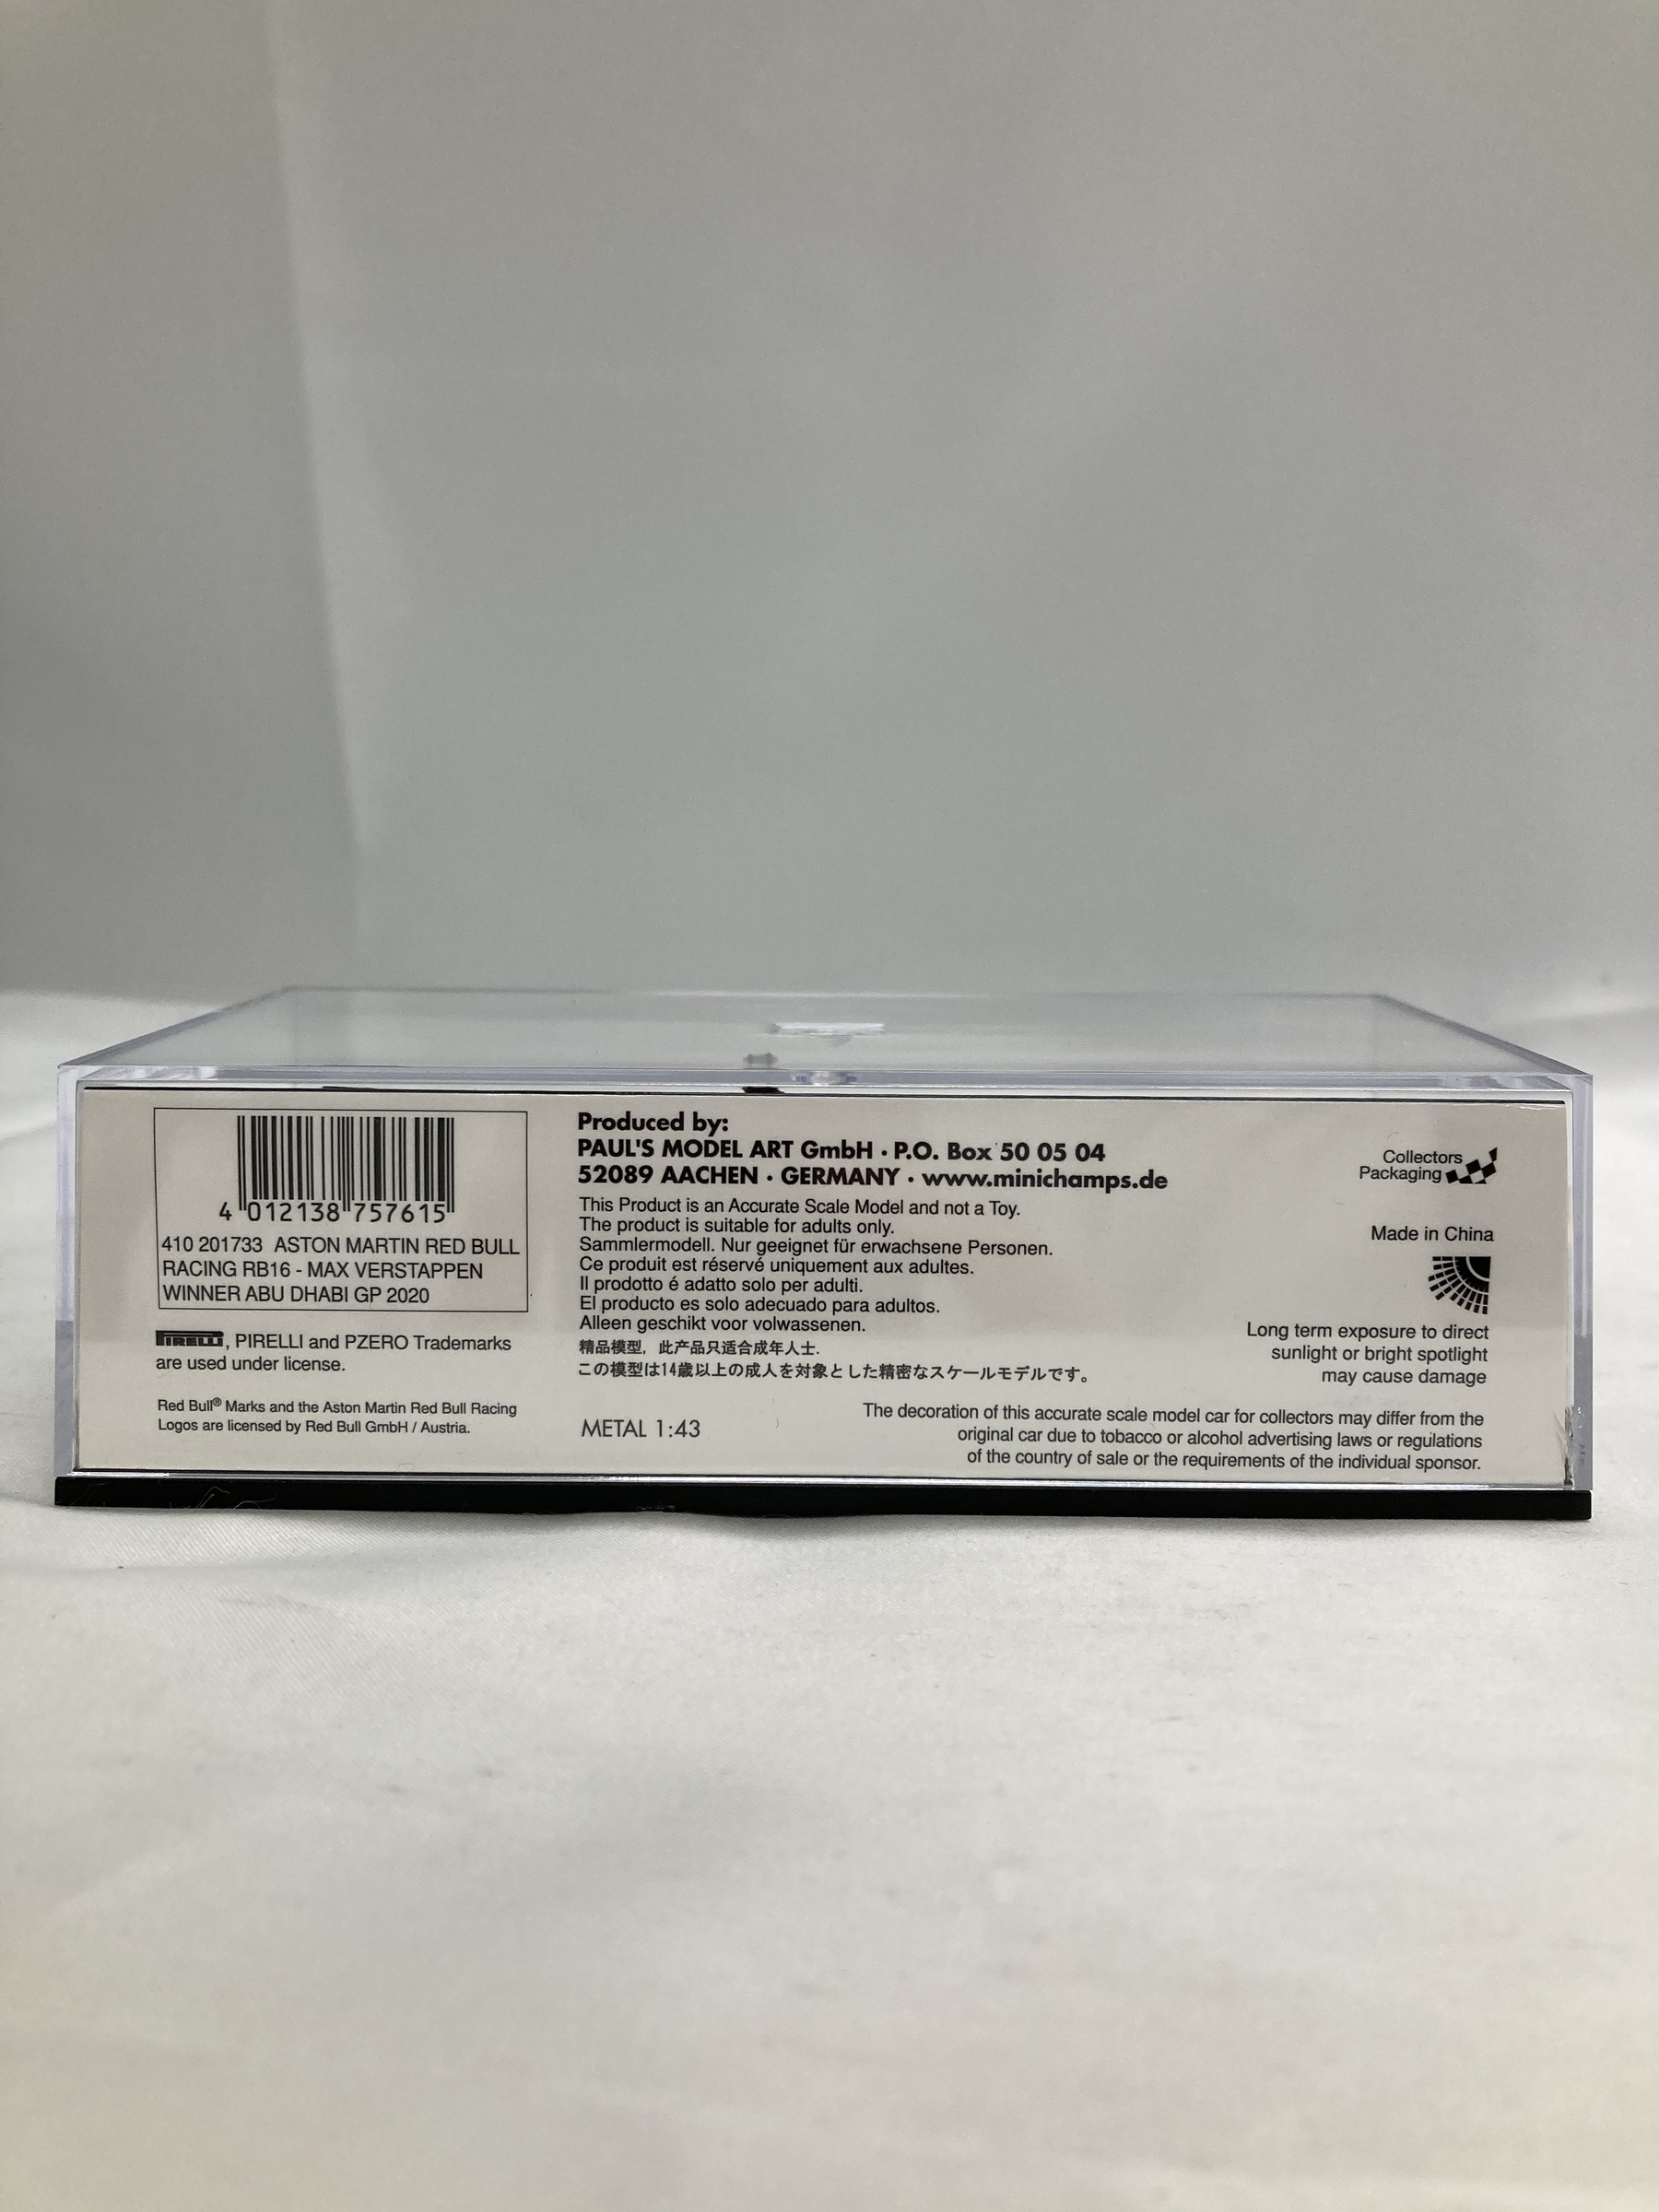 4 012138 757615
410 201733 ASTON MARTIN RED BULL
RACING RB16 - MAX VERSTAPPEN
WINNER ABU DHABI GP 2020
PIRELLI, PIRELLI and PZERO Trademarks
are used under license.
Red Bull® Marks and the Aston Martin Red Bull Racing
Logos are licensed by Red Bull GmbH / Austria.
Produced by:
PAUL'S MODEL ART GmbH · P.O. Box 50 05 04
52089 AACHEN · GERMANY · www.minichamps.de
This Product is an Accurate Scale Model and not a Toy.
The product is suitable for adults only.
Sammlermodell. Nur geeignet für erwachsene Personen.
Ce produit est réservé uniquement aux adultes.
Il prodotto é adatto solo per adulti.
El producto es solo adecuado para adultos.
Alleen geschikt voor volwassenen.
精品模型，此产品只适合成年人士.
この模型は14歳以上の成人を対象とした精密なスケールモデルです。
METAL 1:43
Collectors
Packaging
Made in China
Long term exposure to direct
sunlight or bright spotlight
may cause damage
The decoration of this accurate scale model car for collectors may differ from the
original car due to tobacco or alcohol advertising laws or regulations
of the country of sale or the requirements of the individual sponsor.